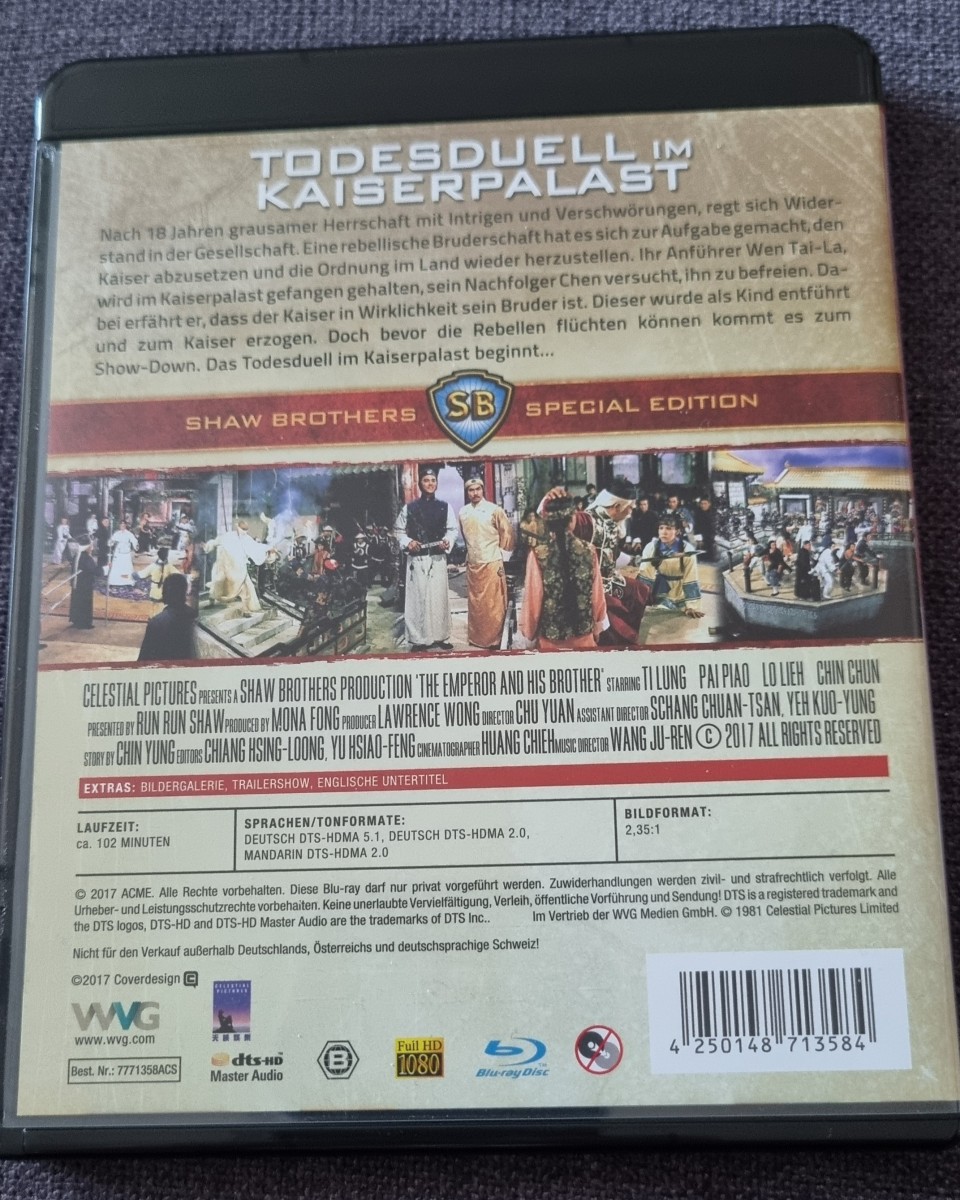 TODESDUELL IM
KAISERPALAST
Nach 18 Jahren grausamer Herrschaft mit Intrigen und Verschwörungen, regt sich Wider-
stand in der Gesellschaft. Eine rebellische Bruderschaft hat es sich zur Aufgabe gemacht, den
Kaiser abzusetzen und die Ordnung im Land wieder herzustellen. Ihr Anführer Wen Tai-La,
wird im Kaiserpalast gefangen gehalten, sein Nachfolger Chen versucht, ihn zu befreien. Da-
bei erfährt er, dass der Kaiser in Wirklichkeit sein Bruder ist. Dieser wurde als Kind entführt
und zum Kaiser erzogen. Doch bevor die Rebellen flüchten können kommt es zum
Show-Down. Das Todesduell im Kaiserpalast beginnt...
SHAW BROTHERS SB SPECIAL EDITION
CELESTIAL PICTURES PRESENTS A SHAW BROTHERS PRODUCTION 'THE EMPEROR AND HIS BROTHER' STARRING TI LUNG PAI PIAO LO LIEH CHIN CHUN
PRESENTED BY RUN RUN SHAW PRODUCED BY MONA FONG PRODUCER LAWRENCE WONG DIRECTOR CHU YUAN ASSISTANT DIRECTOR SCHANG CHUAN-TSAN, YEH KUO-YUNG
STORY BY CHIN YUNG EDITORS CHIANG HSING-LOONG, YU HSIAO-FENG CINEMATOGRAPHER HUANG CHIEH MUSIC DIRECTOR WANG JU-REN © 2017 ALL RIGHTS RESERVED
EXTRAS: BILDERGALERIE, TRAILERSHOW, ENGLISCHE UNTERTITEL
LAUFZEIT:
ca. 102 MINUTEN
SPRACHEN/TONFORMATE:
DEUTSCH DTS-HDMA 5.1, DEUTSCH DTS-HDMA 2.0,
MANDARIN DTS-HDMA 2.0
BILDFORMAT:
2,35:1
© 2017 ACME. Alle Rechte vorbehalten. Diese Blu-ray darf nur privat vorgeführt werden. Zuwiderhandlungen werden zivil- und strafrechtlich verfolgt. Alle
Urheber- und Leistungsschutzrechte vorbehalten. Keine unerlaubte Vervielfältigung, Verleih, öffentliche Vorführung und Sendung! DTS is a registered trademark and
the DTS logos, DTS-HD and DTS-HD Master Audio are the trademarks of DTS Inc.. Im Vertrieb der WVG Medien GmbH. © 1981 Celestial Pictures Limited
Nicht für den Verkauf außerhalb Deutschlands, Österreichs und deutschsprachige Schweiz!
©2017 Coverdesign
WVG
www.wvg.com
Best. Nr.: 7771358ACS
CELESTIAL
PICTURES
天映娛樂
dts-HD
Master Audio
B
Full HD
1080
Blu-ray Disc
4 250148 713584